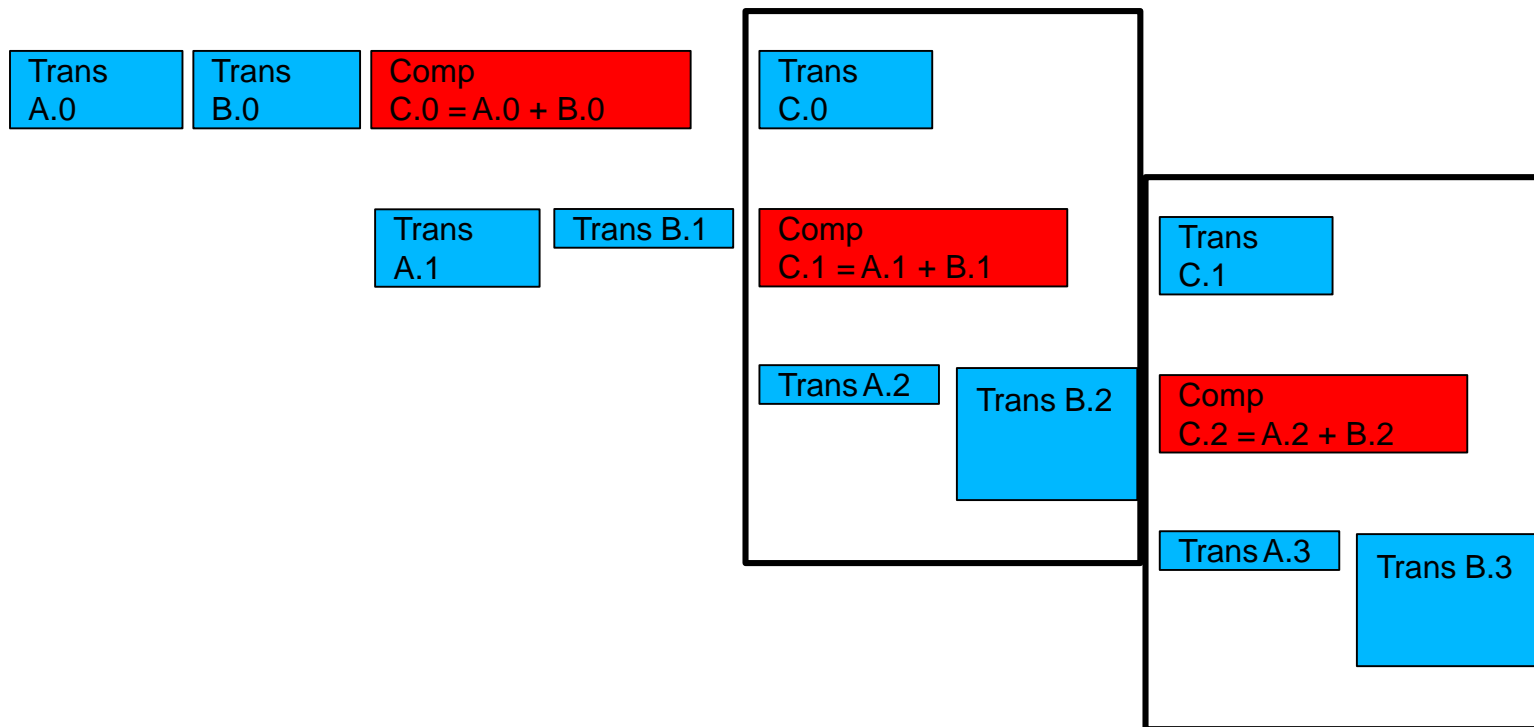 Trans
A.0
Trans
B.0
Comp
C.0 = A.0 + B.0
Trans
C.0
Trans
A.1
Trans B.1
Comp
C.1 = A.1 + B.1
Trans
C.1
Trans A.2
Trans B.2
Comp
C.2 = A.2 + B.2
Trans A.3
Trans B.3